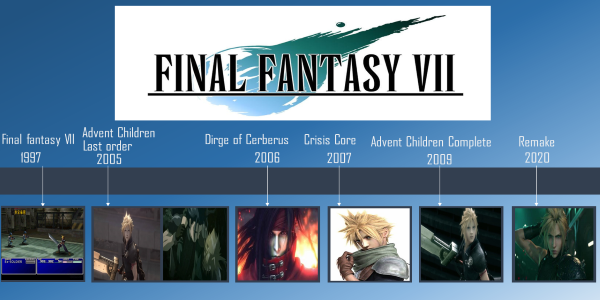 FINAL FANTASY VII
Final fantasy VII
1997
Advent Children
Last order
2005
Dirge of Cerberus
2006
Crisis Core
2007
Advent Children Complete
2009
Remake
2020